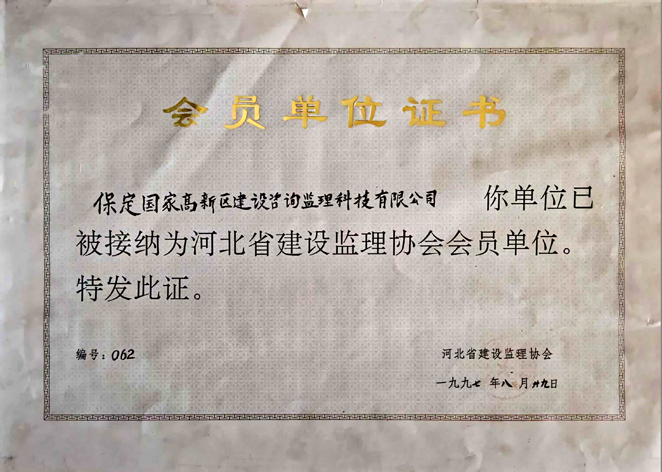 会员单位证书
保定国家高新区建设咨询监理科技有限公司 你单位已
被接纳为河北省建设监理协会会员单位。
特发此证。
编号：062
河北省建设监理协会
一九九七年八月廿九日